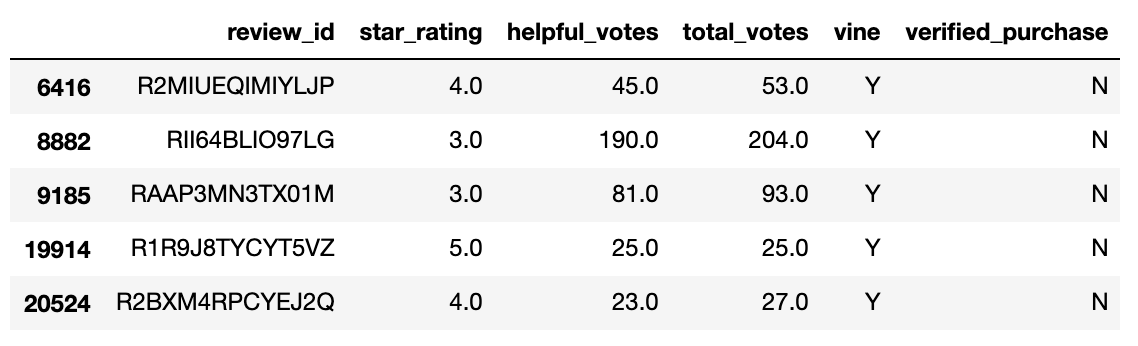 review_id star_rating helpful_votes total_votes vine verified_purchase
6416 R2MIUEQIMIYLJP 4.0 45.0 53.0 Y N
8882 RII64BLIO97LG 3.0 190.0 204.0 Y N
9185 RAAP3MN3TX01M 3.0 81.0 93.0 Y N
19914 R1R9J8TYCYT5VZ 5.0 25.0 25.0 Y N
20524 R2BXM4RPCYEJ2Q 4.0 23.0 27.0 Y N